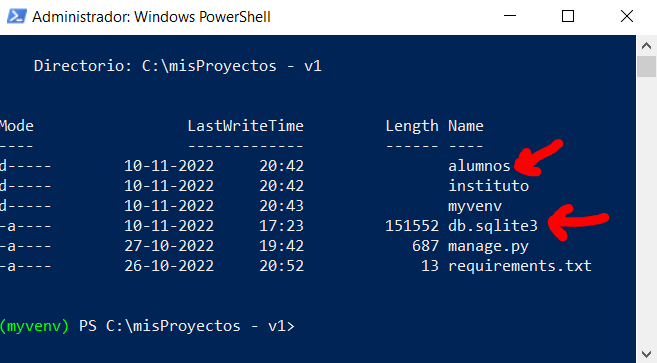 Administrador: Windows PowerShell
Directorio: C:\misProyectos - v1
Mode LastWriteTime Length Name
---- ------------- ------ ----
d----- 10-11-2022 20:42 alumnos
d----- 10-11-2022 20:42 instituto
d----- 10-11-2022 20:43 myvenv
-a---- 10-11-2022 17:23 151552 db.sqlite3
-a---- 27-10-2022 19:42 687 manage.py
-a---- 26-10-2022 20:52 13 requirements.txt
(myvenv) PS C:\misProyectos - v1>